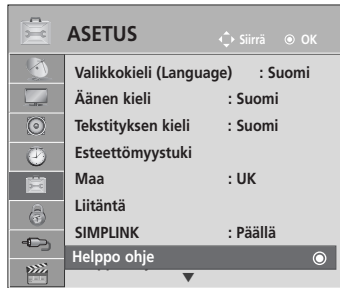 ASETUS
Siirrä OK
Valikkokieli (Language) : Suomi
Äänen kieli : Suomi
Tekstityksen kieli : Suomi
Esteettömyystuki
Maa : UK
Liitäntä
SIMPLINK : Päällä
Helppo ohje